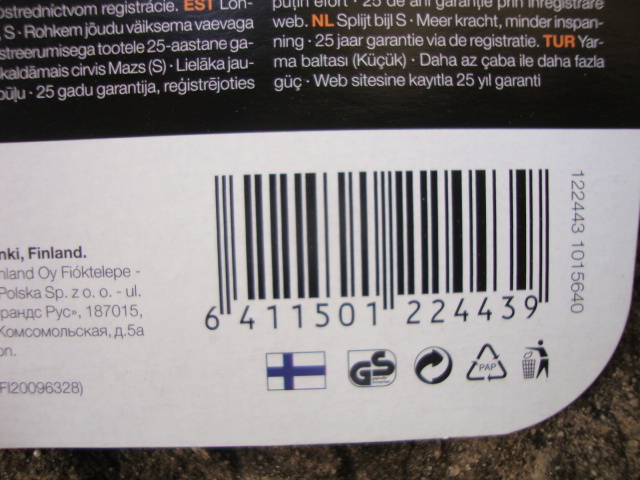 ostredníctvom registrácie. EST Lõh-
, S · Rohkem jõudu väiksema vaevaga
streerumisega tootele 25-aastane ga-
kaldāmais cirvis Mazs (S) · Lielāka jau-
pūļu · 25 gadu garantija, reģistrējoties
puțin efort · 25 de ani garanție prin înregistrare
web. NL Splijt bijl S · Meer kracht, minder inspan-
ning · 25 jaar garantie via de registratie. TUR Yar-
ma baltası (Küçük) · Daha az çaba ile daha fazla
güç · Web sitesine kayıtla 25 yıl garanti
nki, Finland.
nland Oy Fióktelepe -
Polska Sp. z o. o. - ul.
рандс Рус», 187015,
Комсомольская, д.5а
on.
FI20096328)
6 411501 224439
122443 1015640
GS
PAP